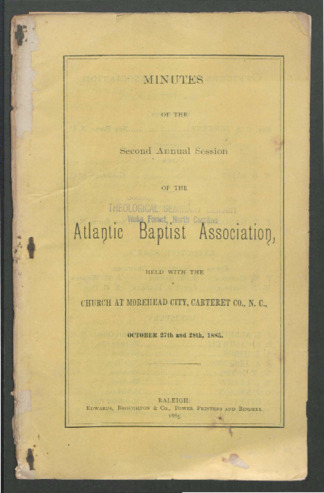 MINUTES
OF THE
Second Annual Session
OF THE
THEOLOGICAL
Wake Forest, North Carolina
Atlantic Baptist Association,
HELD WITH THE
CHURCH AT MOREHEAD CITY, CARTERET CO., N. C.,
OCTOBER 27th and 28th, 1885.
RALEIGH:
EDWARDS, BROUGHTON & CO., POWER PRINTERS AND BINDERS.
1885.